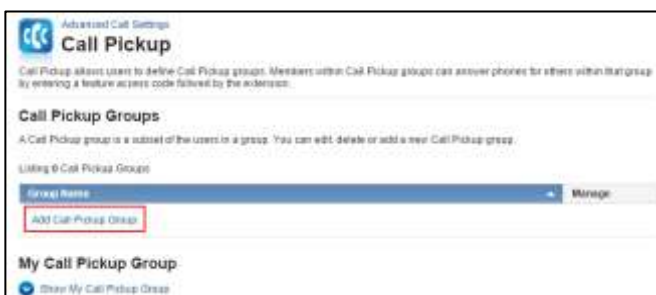 Advanced Call Settings
Call Pickup
Call Pickup allows users to define Call Pickup groups. Members within Call Pickup groups can answer phones for others within that group
by entering a feature access code followed by the extension.
Call Pickup Groups
A Call Pickup group is a subset of the users in a group. You can edit, delete or add a new Call Pickup group.
Listing 0 Call Pickup Groups
Group Name Manage
Add Call Pickup Group
My Call Pickup Group
Show My Call Pickup Group